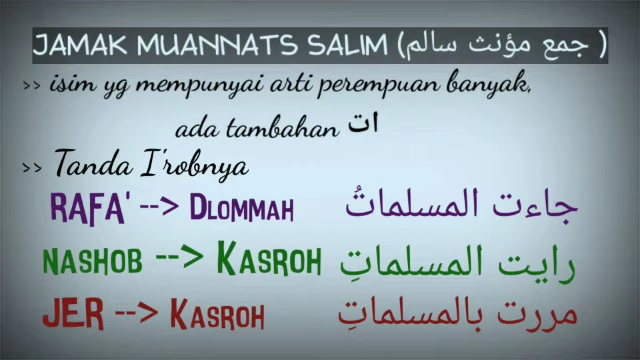 JAMAK MUANNATS SALIM (جمع مؤنث سالم )
>> isim yg mempunyai arti perempuan banyak,
ada tambahan ات
>> Tanda I'robnya
RAFA' --> DLOMMAH جاءت المسلماتُ
NASHOB --> KASROH رايت المسلماتِ
JER --> KASROH مررت بالمسلماتِ